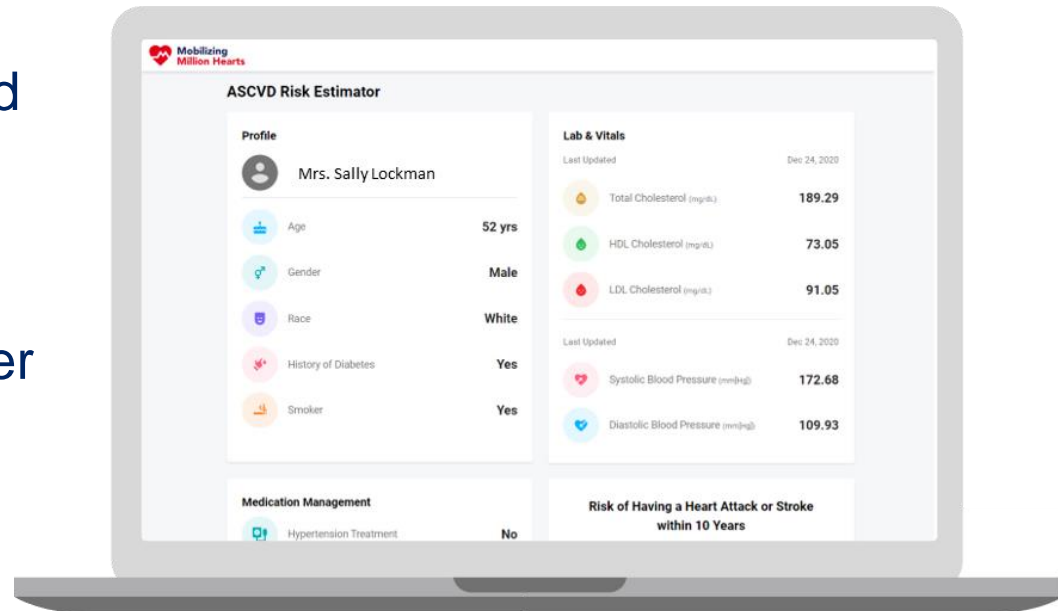 d
er
Mobilizing
Million Hearts
ASCVD Risk Estimator
Profile
Mrs. Sally Lockman
Age 52 yrs
Gender Male
Race White
History of Diabetes Yes
Smoker Yes
Lab & Vitals
Last Updated Dec 24, 2020
Total Cholesterol (mg/dL) 189.29
HDL Cholesterol (mg/dL) 73.05
LDL Cholesterol (mg/dL) 91.05
Last Updated Dec 24, 2020
Systolic Blood Pressure (mm[Hg]) 172.68
Diastolic Blood Pressure (mm[Hg]) 109.93
Medication Management
Hypertension Treatment No
Risk of Having a Heart Attack or Stroke
within 10 Years